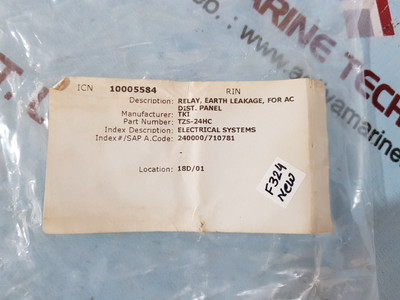 ICN 10005584 RIN
Description: RELAY, EARTH LEAKAGE, FOR AC
DIST. PANEL
Manufacturer: TKI
Part Number: TZS-24HC
Index Description: ELECTRICAL SYSTEMS
Index#/SAP A.Code: 240000/710781
-
Location: 18D/01
F324
New